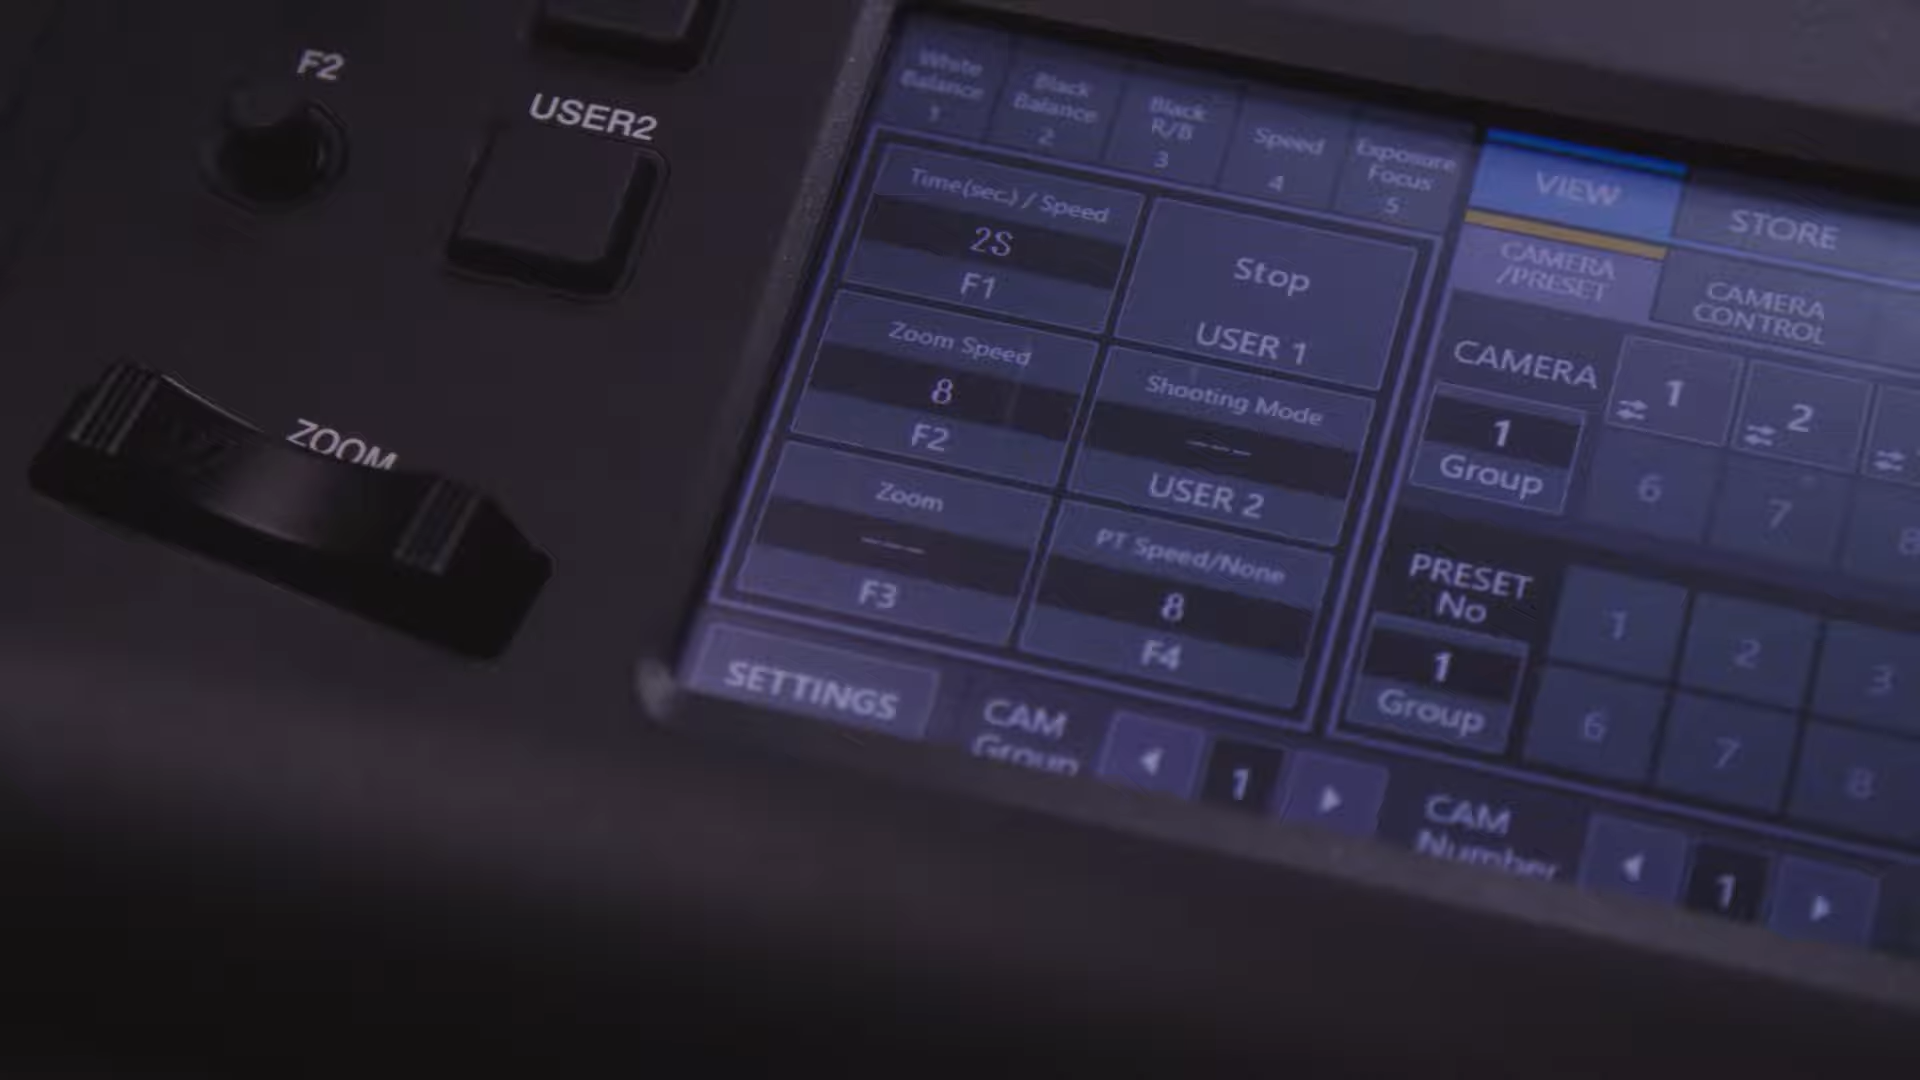 F2
USER2
ZOOM
White
Balance
1
Black
Balance
2
Black
R/B
3
Speed
4
Exposure
Focus
5
Time(sec.) / Speed
2S
F1
Stop
USER 1
Zoom Speed
8
F2
Shooting Mode
---
USER 2
Zoom
---
F3
PT Speed/None
8
F4
VIEW
STORE
CAMERA
/PRESET
CAMERA
CONTROL
CAMERA
1
Group
1
2
6
7
8
PRESET
No
1
Group
1
2
3
6
7
8
SETTINGS
CAM
Group
1
CAM
Number
1